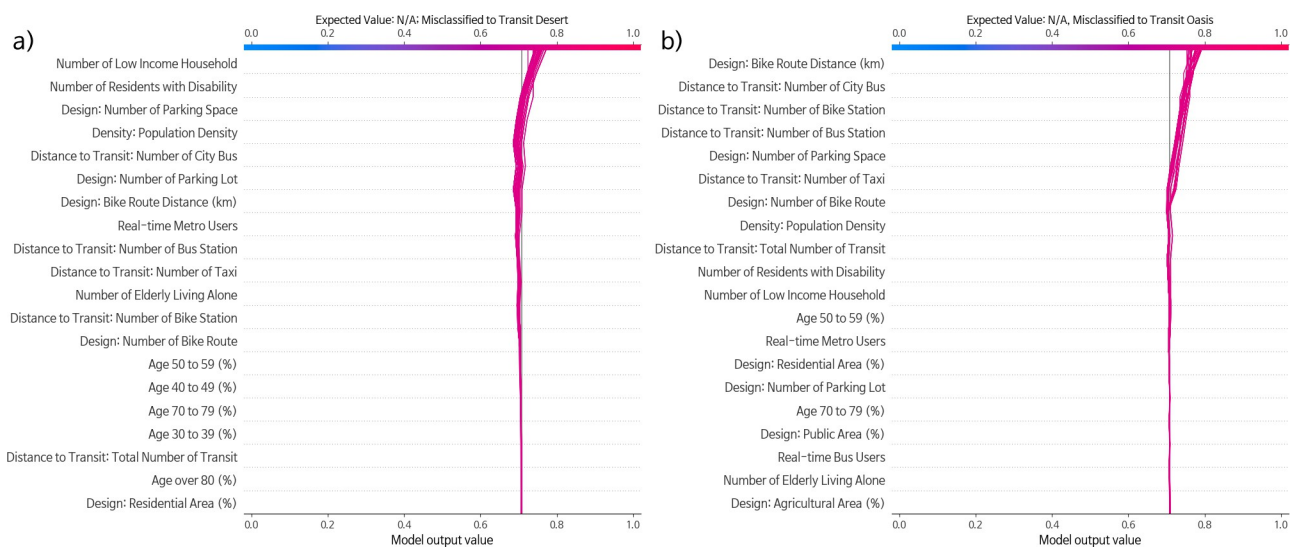 a)
Expected Value: N/A; Misclassified to Transit Desert
0.0 0.2 0.4 0.6 0.8 1.0
Number of Low Income Household
Number of Residents with Disability
Design: Number of Parking Space
Density: Population Density
Distance to Transit: Number of City Bus
Design: Number of Parking Lot
Design: Bike Route Distance (km)
Real-time Metro Users
Distance to Transit: Number of Bus Station
Distance to Transit: Number of Taxi
Number of Elderly Living Alone
Distance to Transit: Number of Bike Station
Design: Number of Bike Route
Age 50 to 59 (%)
Age 40 to 49 (%)
Age 70 to 79 (%)
Age 30 to 39 (%)
Distance to Transit: Total Number of Transit
Age over 80 (%)
Design: Residential Area (%)
0.0 0.2 0.4 0.6 0.8 1.0
Model output value
b)
Expected Value: N/A, Misclassified to Transit Oasis
0.0 0.2 0.4 0.6 0.8 1.0
Design: Bike Route Distance (km)
Distance to Transit: Number of City Bus
Distance to Transit: Number of Bike Station
Distance to Transit: Number of Bus Station
Design: Number of Parking Space
Distance to Transit: Number of Taxi
Design: Number of Bike Route
Density: Population Density
Distance to Transit: Total Number of Transit
Number of Residents with Disability
Number of Low Income Household
Age 50 to 59 (%)
Real-time Metro Users
Design: Residential Area (%)
Design: Number of Parking Lot
Age 70 to 79 (%)
Design: Public Area (%)
Real-time Bus Users
Number of Elderly Living Alone
Design: Agricultural Area (%)
0.0 0.2 0.4 0.6 0.8 1.0
Model output value